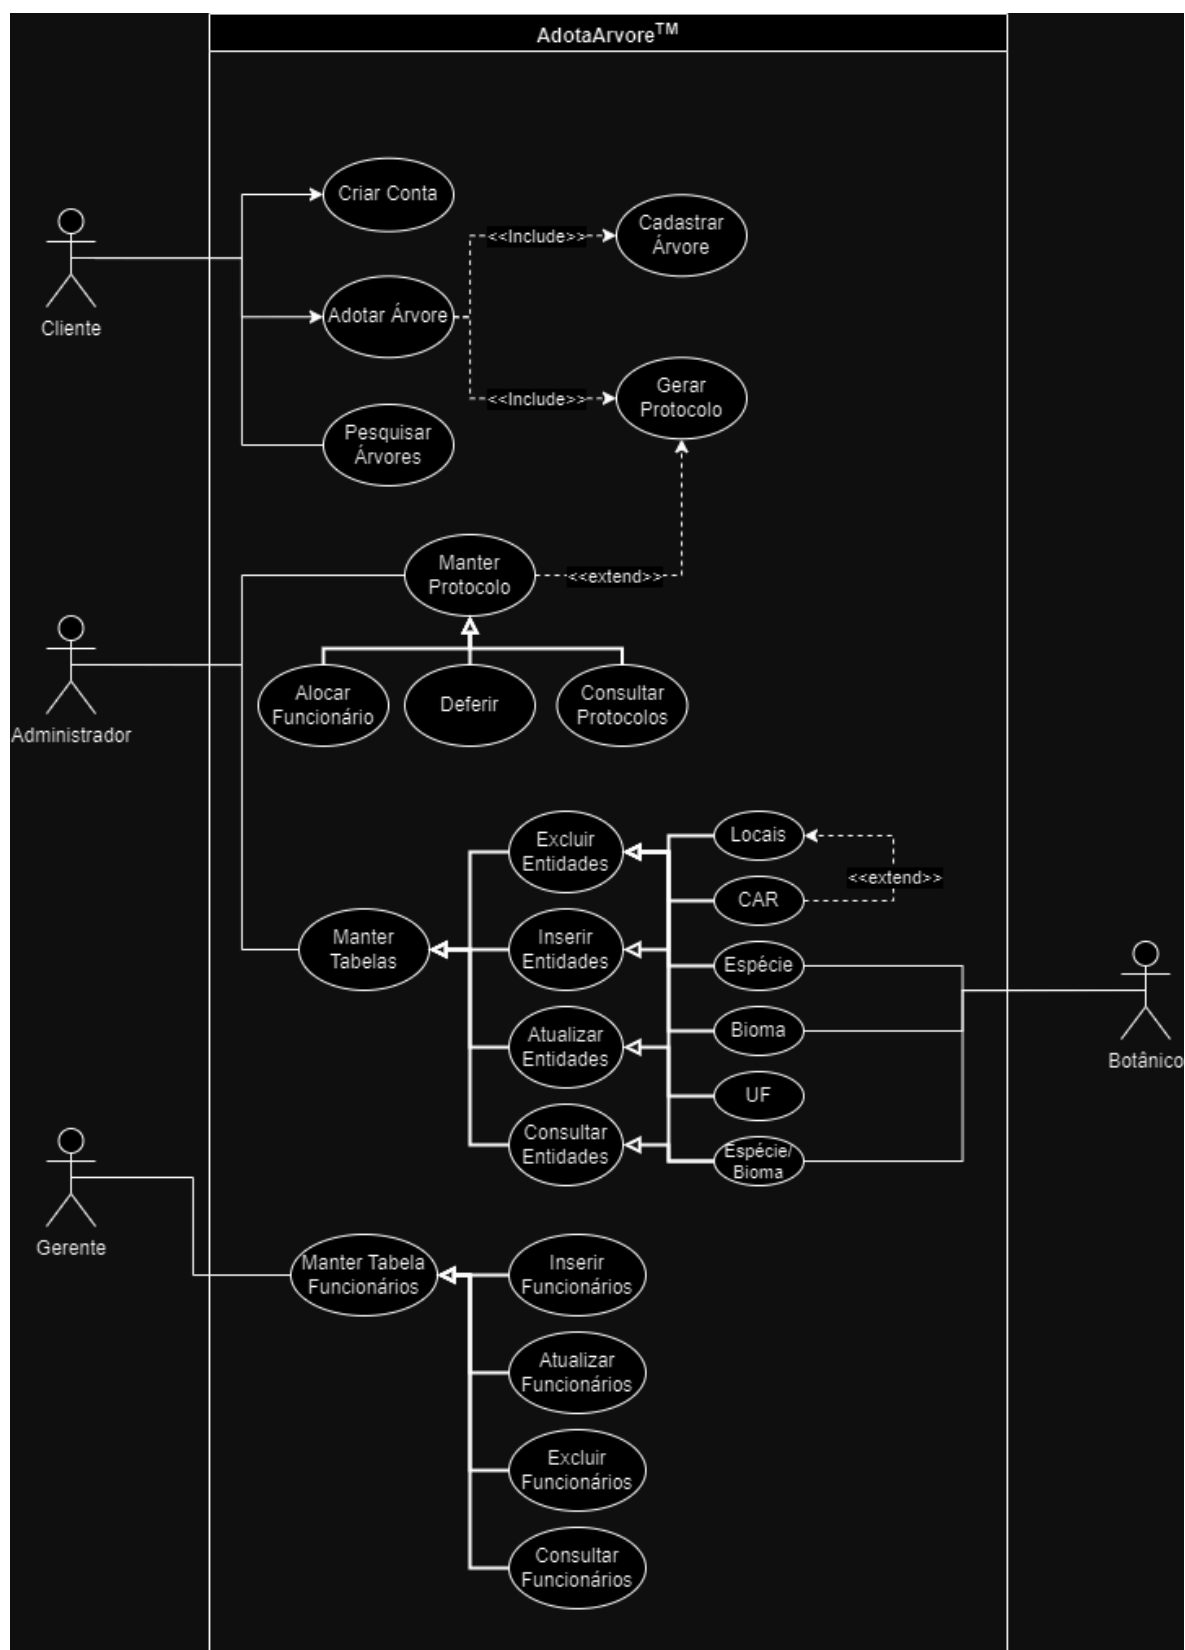 AdotaArvore™
Criar Conta
Cadastrar
Árvore
<<Include>>
Adotar Árvore
Cliente
Gerar
Protocolo
<<Include>>
Pesquisar
Árvores
Manter
Protocolo
<<extend>>
Alocar
Funcionário
Deferir
Consultar
Protocolos
Administrador
Excluir
Entidades
Locais
<<extend>>
CAR
Manter
Tabelas
Inserir
Entidades
Espécie
Atualizar
Entidades
Bioma
Botânico
UF
Consultar
Entidades
Espécie/
Bioma
Gerente
Manter Tabela
Funcionários
Inserir
Funcionários
Atualizar
Funcionários
Excluir
Funcionários
Consultar
Funcionários